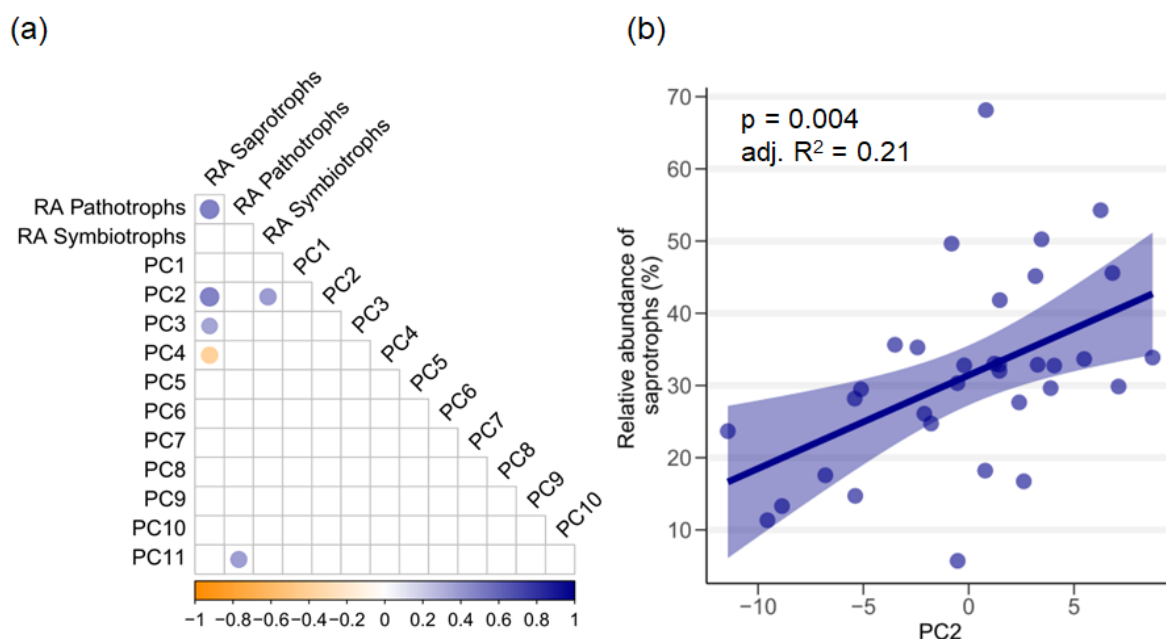 (a)
RA Saprotrophs
RA Pathotrophs
RA Symbiotrophs
PC1
PC2
PC3
PC4
PC5
PC6
PC7
PC8
PC9
PC10
RA Pathotrophs
RA Symbiotrophs
PC1
PC2
PC3
PC4
PC5
PC6
PC7
PC8
PC9
PC10
PC11
−1 −0.8 −0.6 −0.4 −0.2 0 0.2 0.4 0.6 0.8 1
(b)
p = 0.004
adj. R² = 0.21
Relative abundance of
saprotrophs (%)
70
60
50
40
30
20
10
−10 −5 0 5
PC2